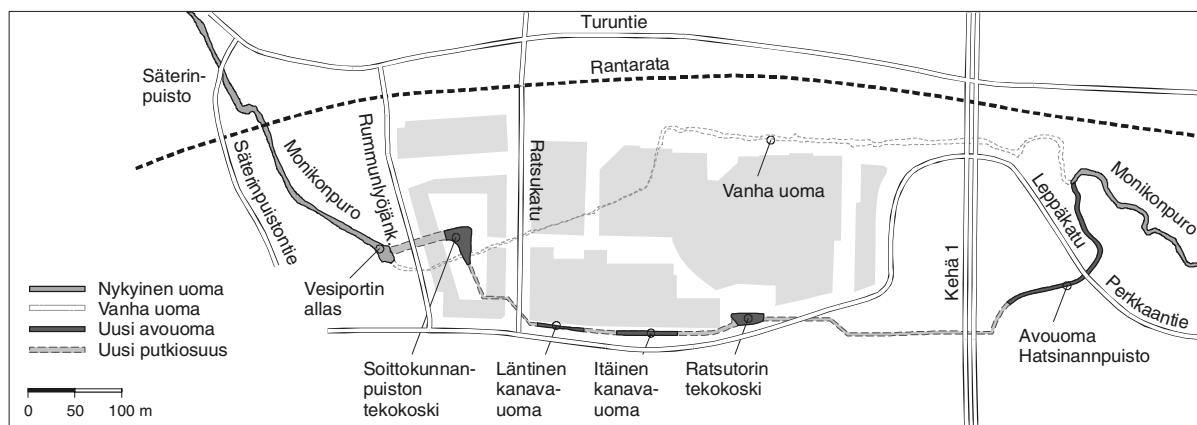 Turuntie
Rantarata
Säterin-
puisto
Säterinpuistontie
Monikonpuro
Rummunlyöjänk.
Ratsukatu
Vanha uoma
Kehä 1
Leppäkatu
Monikonpuro
Perkkaantie
Vesiportin
allas
Nykyinen uoma
Vanha uoma
Uusi avouoma
Uusi putkiosuus
0 50 100 m
Soittokunnan-
puiston
tekokoski
Läntinen
kanava-
uoma
Itäinen
kanava-
uoma
Ratsutorin
tekokoski
Avouoma
Hatsinannpuisto